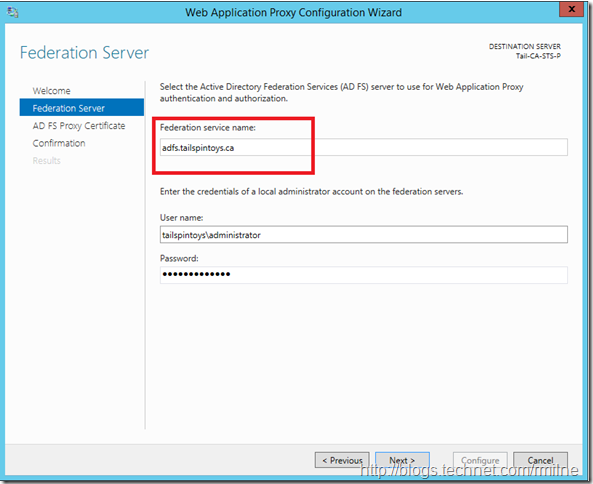 Web Application Proxy Configuration Wizard
x
Federation Server
DESTINATION SERVER
Tail-CA-STS-P
Welcome
Federation Server
AD FS Proxy Certificate
Confirmation
Results
Select the Active Directory Federation Services (AD FS) server to use for Web Application Proxy
authentication and authorization.
Federation service name:
adfs.tailspintoys.ca
Enter the credentials of a local administrator account on the federation servers.
User name:
tailspintoys\administrator
Password:
●●●●●●●●●●●●●
< Previous
Next >
Configure
Cancel
http://blogs.technet.com/rmilne